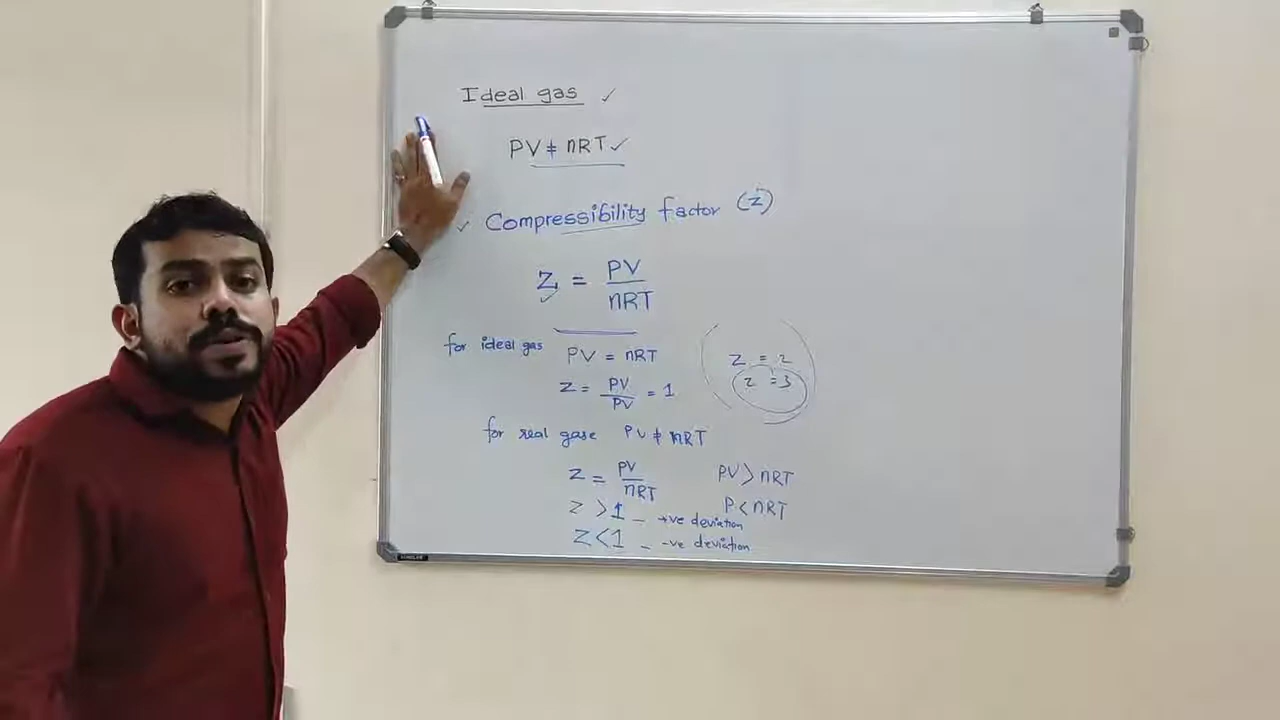 Ideal gas ✓
PV ≠ nRT ✓
✓ Compressibility factor (z)
Z = PV/nRT
for ideal gas PV = nRT
Z = PV/PV = 1
Z = 2
Z = 3
for real gase PV ≠ nRT
Z = PV/nRT PV > nRT
Z > 1 – +ve deviation P < nRT
Z < 1 – -ve deviation